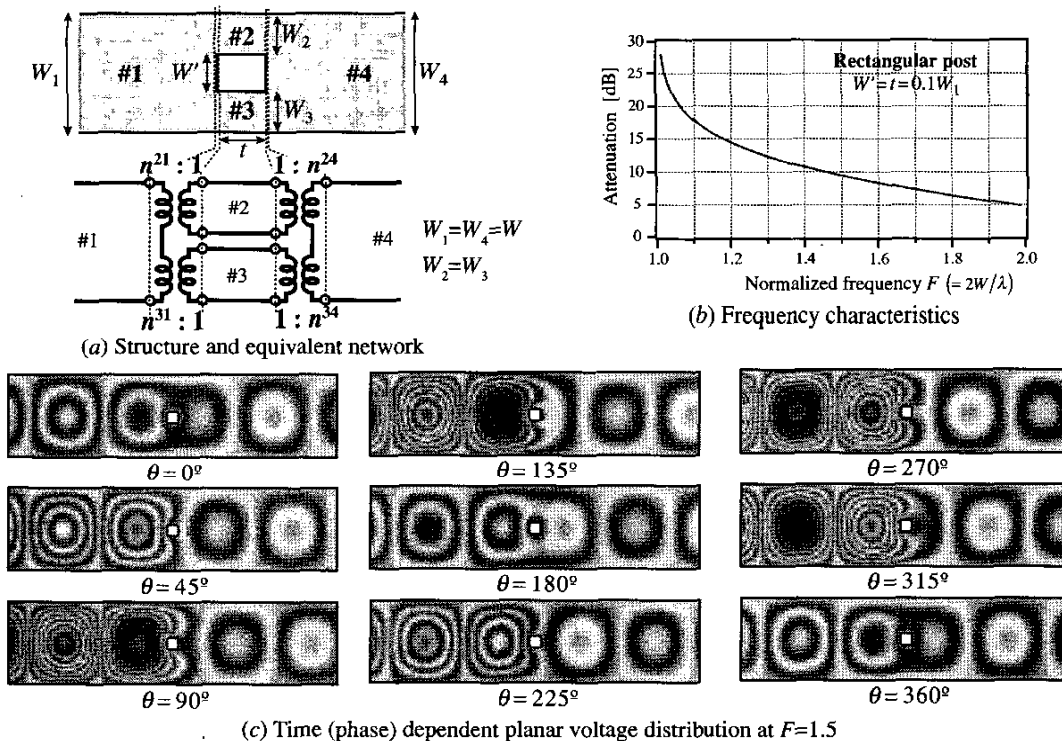 #2
W₂
W₁
#1
W'
#4
W₄
#3
W₃
t
n²¹ : 1
1 : n²⁴
#2
#1
#4
W₁=W₄=W
#3
W₂=W₃
n³¹ : 1
1 : n³⁴
(a) Structure and equivalent network
30
25
20
15
10
5
0
Attenuation [dB]
Rectangular post
W'=t=0.1W₁
1.0 1.2 1.4 1.6 1.8 2.0
Normalized frequency F (=2W/λ)
(b) Frequency characteristics
θ=0º
θ=135º
θ=270º
θ=45º
θ=180º
θ=315º
θ=90º
θ=225º
θ=360º
(c) Time (phase) dependent planar voltage distribution at F=1.5